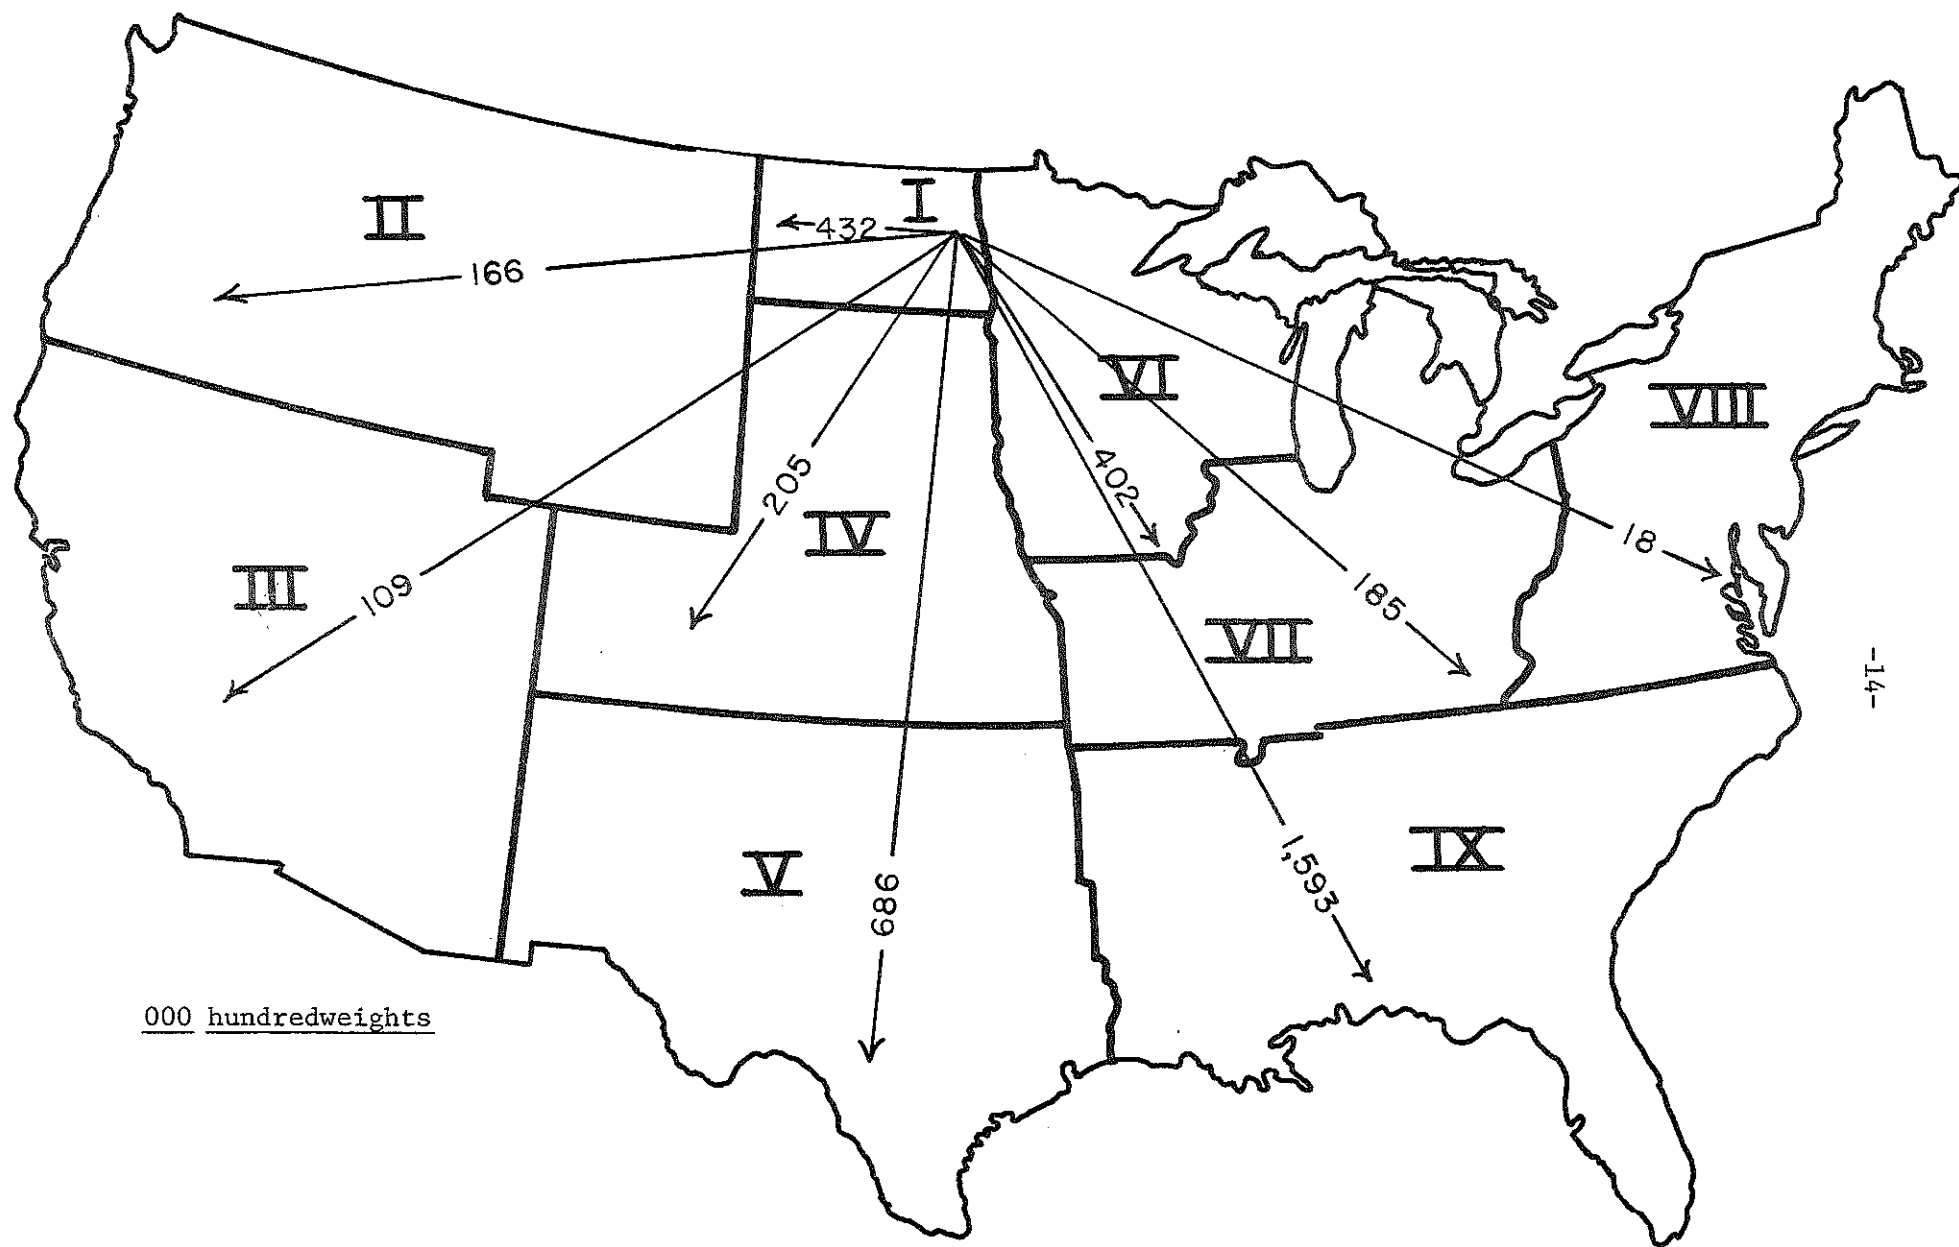 I
II
432
166
VI
VIII
205
402
IV
18
III
109
185
VII
-14-
V
686
IX
1,593
000 hundredweights